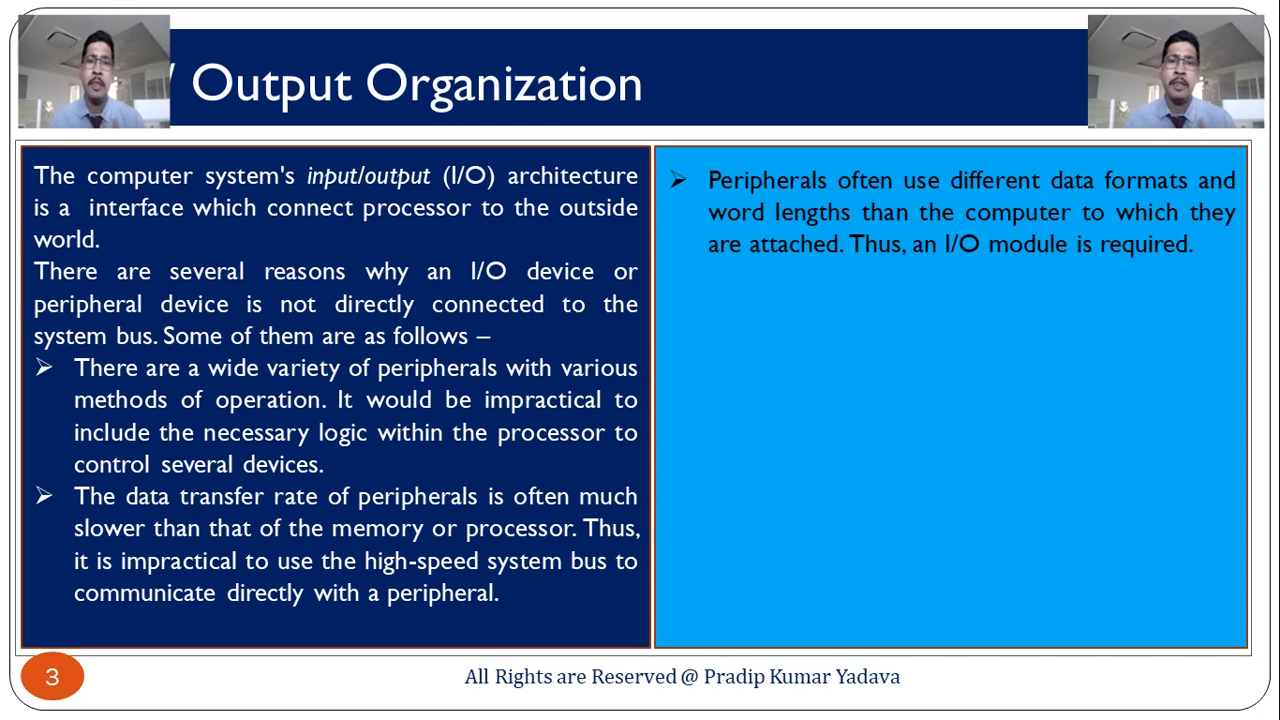 / Output Organization
The computer system's input/output (I/O) architecture
is a interface which connect processor to the outside
world.
There are several reasons why an I/O device or
peripheral device is not directly connected to the
system bus. Some of them are as follows –
➢ There are a wide variety of peripherals with various
methods of operation. It would be impractical to
include the necessary logic within the processor to
control several devices.
➢ The data transfer rate of peripherals is often much
slower than that of the memory or processor. Thus,
it is impractical to use the high-speed system bus to
communicate directly with a peripheral.
➢ Peripherals often use different data formats and
word lengths than the computer to which they
are attached. Thus, an I/O module is required.
3
All Rights are Reserved @ Pradip Kumar Yadava